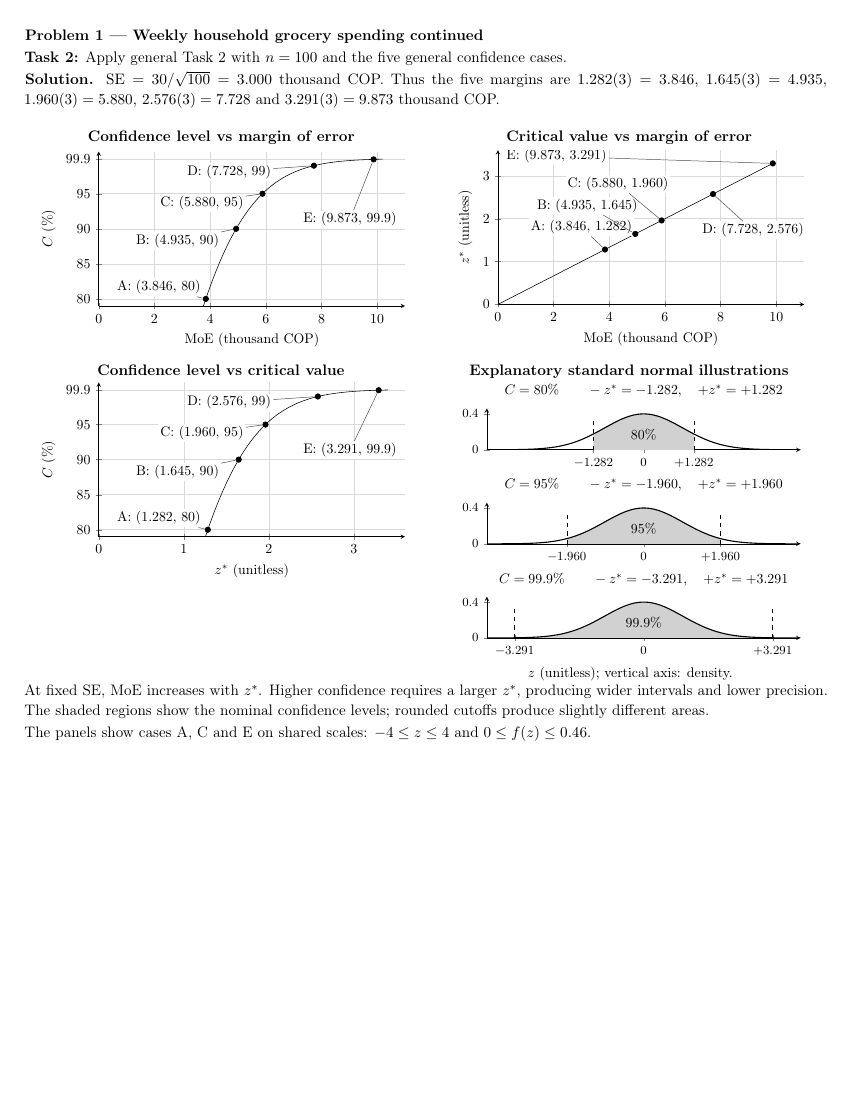 Problem 1 — Weekly household grocery spending continued
Task 2: Apply general Task 2 with n = 100 and the five general confidence cases.
Solution. SE = 30/√100 = 3.000 thousand COP. Thus the five margins are 1.282(3) = 3.846, 1.645(3) = 4.935,
1.960(3) = 5.880, 2.576(3) = 7.728 and 3.291(3) = 9.873 thousand COP.
Confidence level vs margin of error
C (%)
99.9
95
90
85
80
D: (7.728, 99)
C: (5.880, 95)
E: (9.873, 99.9)
B: (4.935, 90)
A: (3.846, 80)
0 2 4 6 8 10
MoE (thousand COP)
Critical value vs margin of error
z* (unitless)
3
2
1
0
E: (9.873, 3.291)
C: (5.880, 1.960)
B: (4.935, 1.645)
A: (3.846, 1.282)
D: (7.728, 2.576)
0 2 4 6 8 10
MoE (thousand COP)
Confidence level vs critical value
C (%)
99.9
95
90
85
80
D: (2.576, 99)
C: (1.960, 95)
E: (3.291, 99.9)
B: (1.645, 90)
A: (1.282, 80)
0 1 2 3
z* (unitless)
Explanatory standard normal illustrations
C = 80% − z* = −1.282, +z* = +1.282
0.4
80%
0
−1.282 0 +1.282
C = 95% − z* = −1.960, +z* = +1.960
0.4
95%
0
−1.960 0 +1.960
C = 99.9% − z* = −3.291, +z* = +3.291
0.4
99.9%
0
−3.291 0 +3.291
z (unitless); vertical axis: density.
At fixed SE, MoE increases with z*. Higher confidence requires a larger z*, producing wider intervals and lower precision.
The shaded regions show the nominal confidence levels; rounded cutoffs produce slightly different areas.
The panels show cases A, C and E on shared scales: −4 ≤ z ≤ 4 and 0 ≤ f(z) ≤ 0.46.